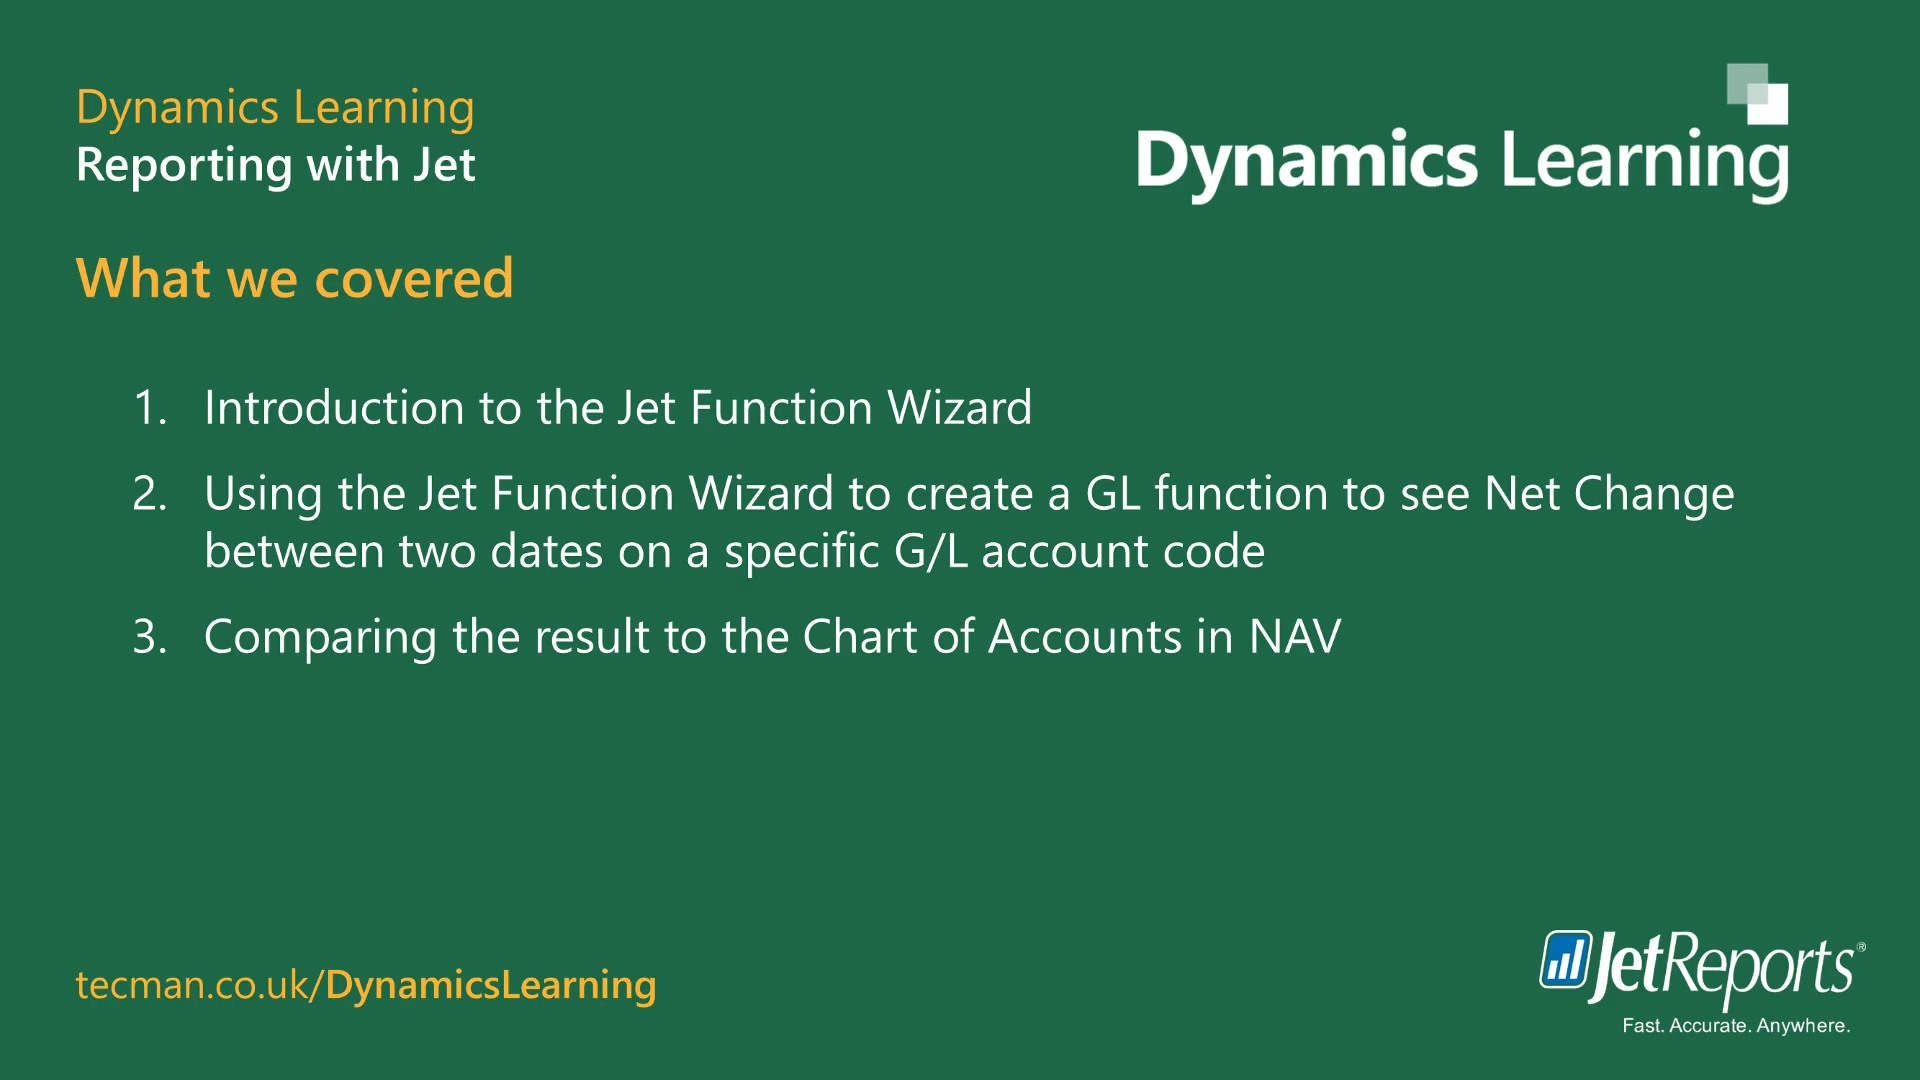 Dynamics Learning
Reporting with Jet
Dynamics Learning
What we covered
1. Introduction to the Jet Function Wizard
2. Using the Jet Function Wizard to create a GL function to see Net Change
between two dates on a specific G/L account code
3. Comparing the result to the Chart of Accounts in NAV
tecman.co.uk/DynamicsLearning
JetReports®
Fast. Accurate. Anywhere.